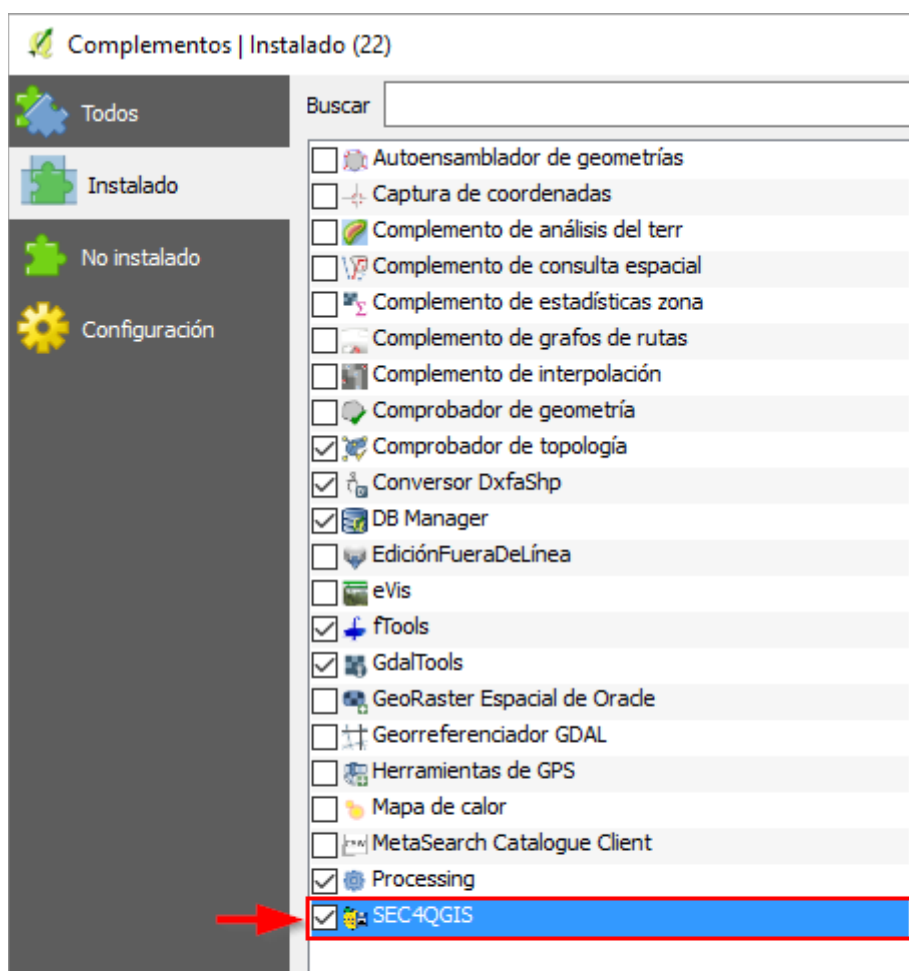 Complementos | Instalado (22)
Todos
Instalado
No instalado
Configuración
Buscar
Autoensamblador de geometrías
Captura de coordenadas
Complemento de análisis del terr
Complemento de consulta espacial
Complemento de estadísticas zona
Complemento de grafos de rutas
Complemento de interpolación
Comprobador de geometría
Comprobador de topología
Conversor DxfaShp
DB Manager
EdiciónFueraDeLínea
eVis
fTools
GdalTools
GeoRaster Espacial de Oracle
Georreferenciador GDAL
Herramientas de GPS
Mapa de calor
MetaSearch Catalogue Client
Processing
SEC4QGIS